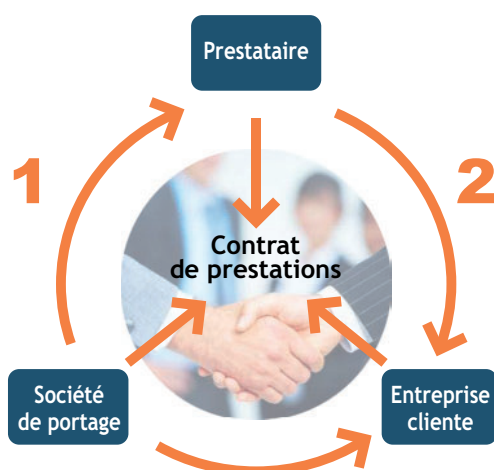 Prestataire
1
2
Contrat
de prestations
Société
de portage
Entreprise
cliente